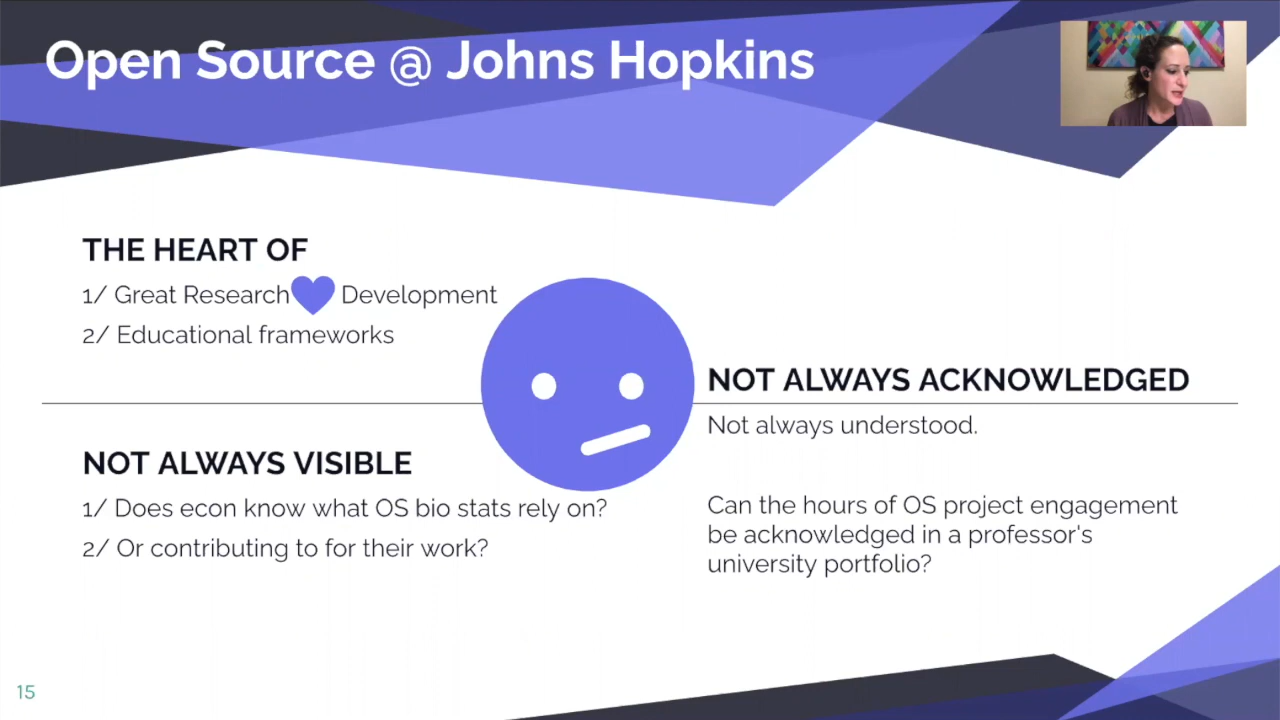 Open Source @ Johns Hopkins
THE HEART OF
1/ Great Research Development
2/ Educational frameworks
NOT ALWAYS VISIBLE
1/ Does econ know what OS bio stats rely on?
2/ Or contributing to for their work?
NOT ALWAYS ACKNOWLEDGED
Not always understood.
Can the hours of OS project engagement
be acknowledged in a professor's
university portfolio?
15